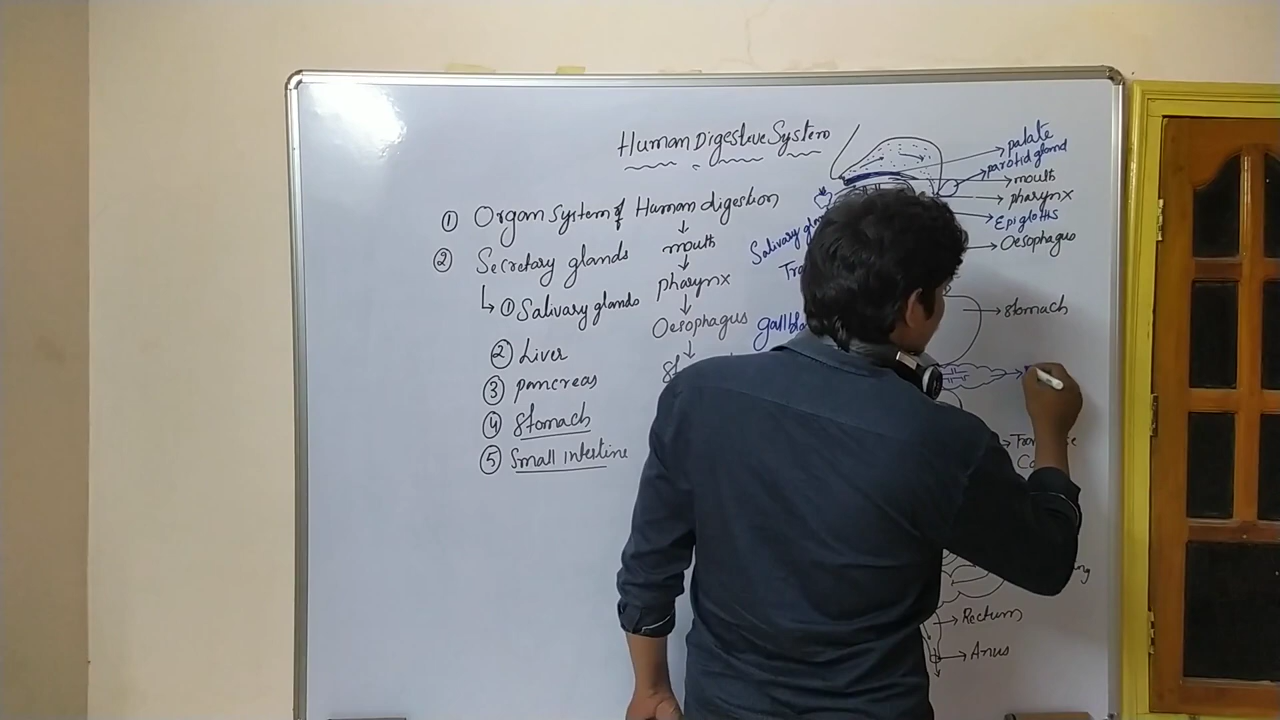 Human Digestive System
① Organ System of Human digestion
② Secretary glands
↳ ① Salivary glands
② Liver
③ pancreas
④ Stomach
⑤ Small intestine
↓
mouth
↓
pharynx
↓
Oesophagus
↓
palate
parotid gland
mouth
pharynx
Epiglottis
Oesophagus
Salivary
stomach
Rectum
Anus